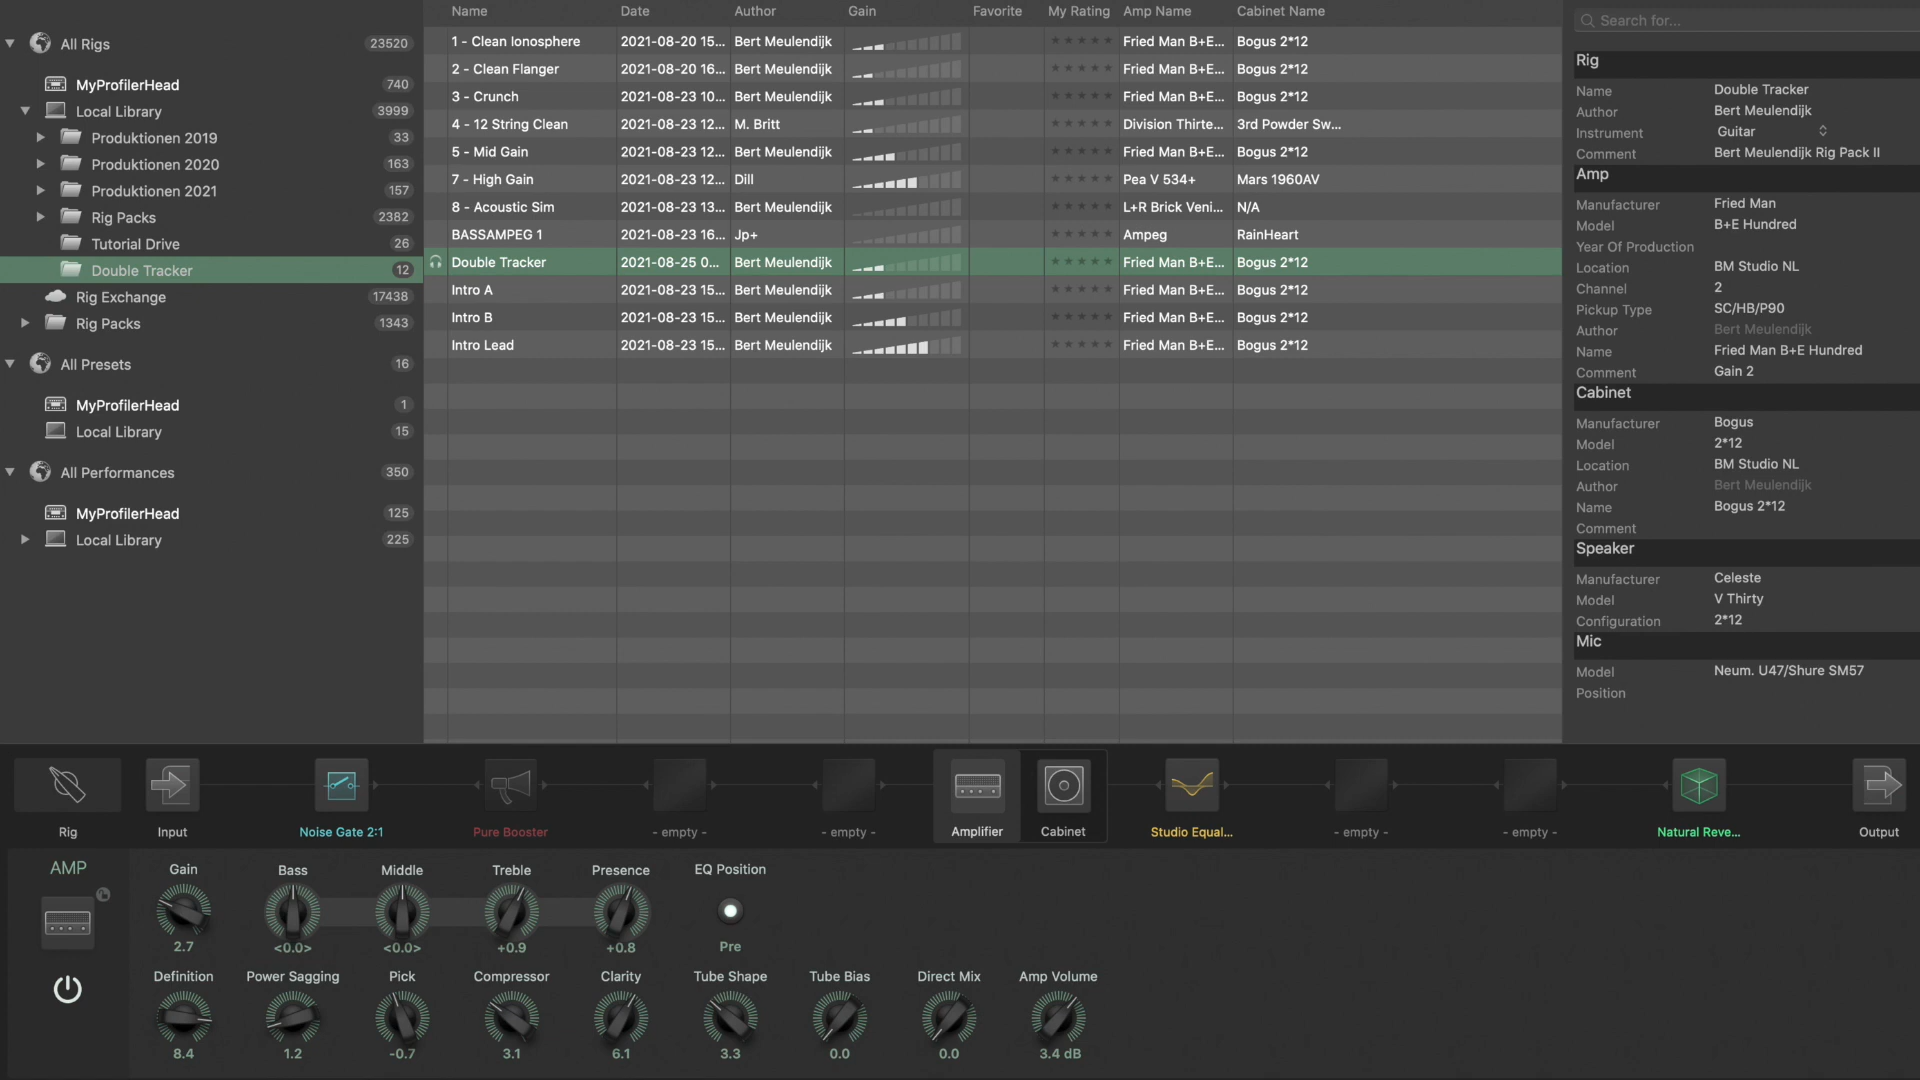 Name Date Author Gain Favorite My Rating Amp Name Cabinet Name
Search for...
All Rigs 23520
MyProfilerHead 740
Local Library 3999
Produktionen 2019 33
Produktionen 2020 163
Produktionen 2021 157
Rig Packs 2382
Tutorial Drive 26
Double Tracker 12
Rig Exchange 17438
Rig Packs 1343
All Presets 16
MyProfilerHead 1
Local Library 15
All Performances 350
MyProfilerHead 125
Local Library 225
1 - Clean Ionosphere 2021-08-20 15... Bert Meulendijk Fried Man B+E... Bogus 2*12
2 - Clean Flanger 2021-08-20 16... Bert Meulendijk Fried Man B+E... Bogus 2*12
3 - Crunch 2021-08-23 10... Bert Meulendijk Fried Man B+E... Bogus 2*12
4 - 12 String Clean 2021-08-23 12... M. Britt Division Thirte... 3rd Powder Sw...
5 - Mid Gain 2021-08-23 12... Bert Meulendijk Fried Man B+E... Bogus 2*12
7 - High Gain 2021-08-23 12... Dill Pea V 534+ Mars 1960AV
8 - Acoustic Sim 2021-08-23 13... Bert Meulendijk L+R Brick Veni... N/A
BASSAMPEG 1 2021-08-23 16... Jp+ Ampeg RainHeart
Double Tracker 2021-08-25 0... Bert Meulendijk Fried Man B+E... Bogus 2*12
Intro A 2021-08-23 15... Bert Meulendijk Fried Man B+E... Bogus 2*12
Intro B 2021-08-23 15... Bert Meulendijk Fried Man B+E... Bogus 2*12
Intro Lead 2021-08-23 15... Bert Meulendijk Fried Man B+E... Bogus 2*12
Rig
Name Double Tracker
Author Bert Meulendijk
Instrument Guitar
Comment Bert Meulendijk Rig Pack II
Amp
Manufacturer Fried Man
Model B+E Hundred
Year Of Production
Location BM Studio NL
Channel 2
Pickup Type SC/HB/P90
Author Bert Meulendijk
Name Fried Man B+E Hundred
Comment Gain 2
Cabinet
Manufacturer Bogus
Model 2*12
Location BM Studio NL
Author Bert Meulendijk
Name Bogus 2*12
Comment
Speaker
Manufacturer Celeste
Model V Thirty
Configuration 2*12
Mic
Model Neum. U47/Shure SM57
Position
Rig Input Noise Gate 2:1 Pure Booster - empty - - empty - Amplifier Cabinet Studio Equal... - empty - - empty - Natural Reve... Output
AMP
Gain Bass Middle Treble Presence EQ Position
2.7 <0.0> <0.0> +0.9 +0.8 Pre
Definition Power Sagging Pick Compressor Clarity Tube Shape Tube Bias Direct Mix Amp Volume
8.4 1.2 -0.7 3.1 6.1 3.3 0.0 0.0 3.4 dB